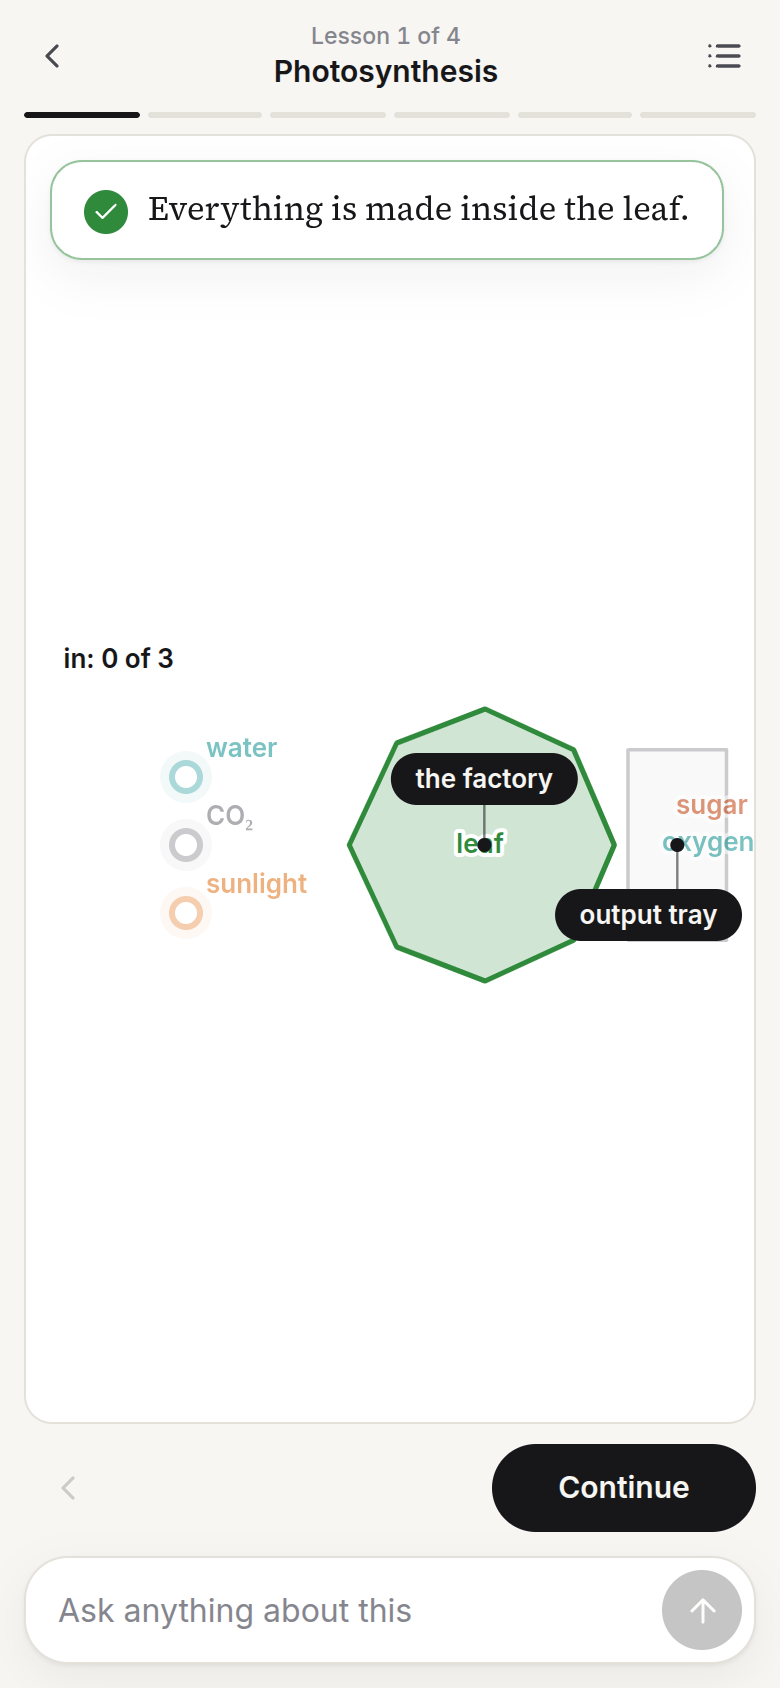 Lesson 1 of 4
Photosynthesis
Everything is made inside the leaf.
in: 0 of 3
water
CO₂
sunlight
the factory
leaf
sugar
oxygen
output tray
Continue
Ask anything about this